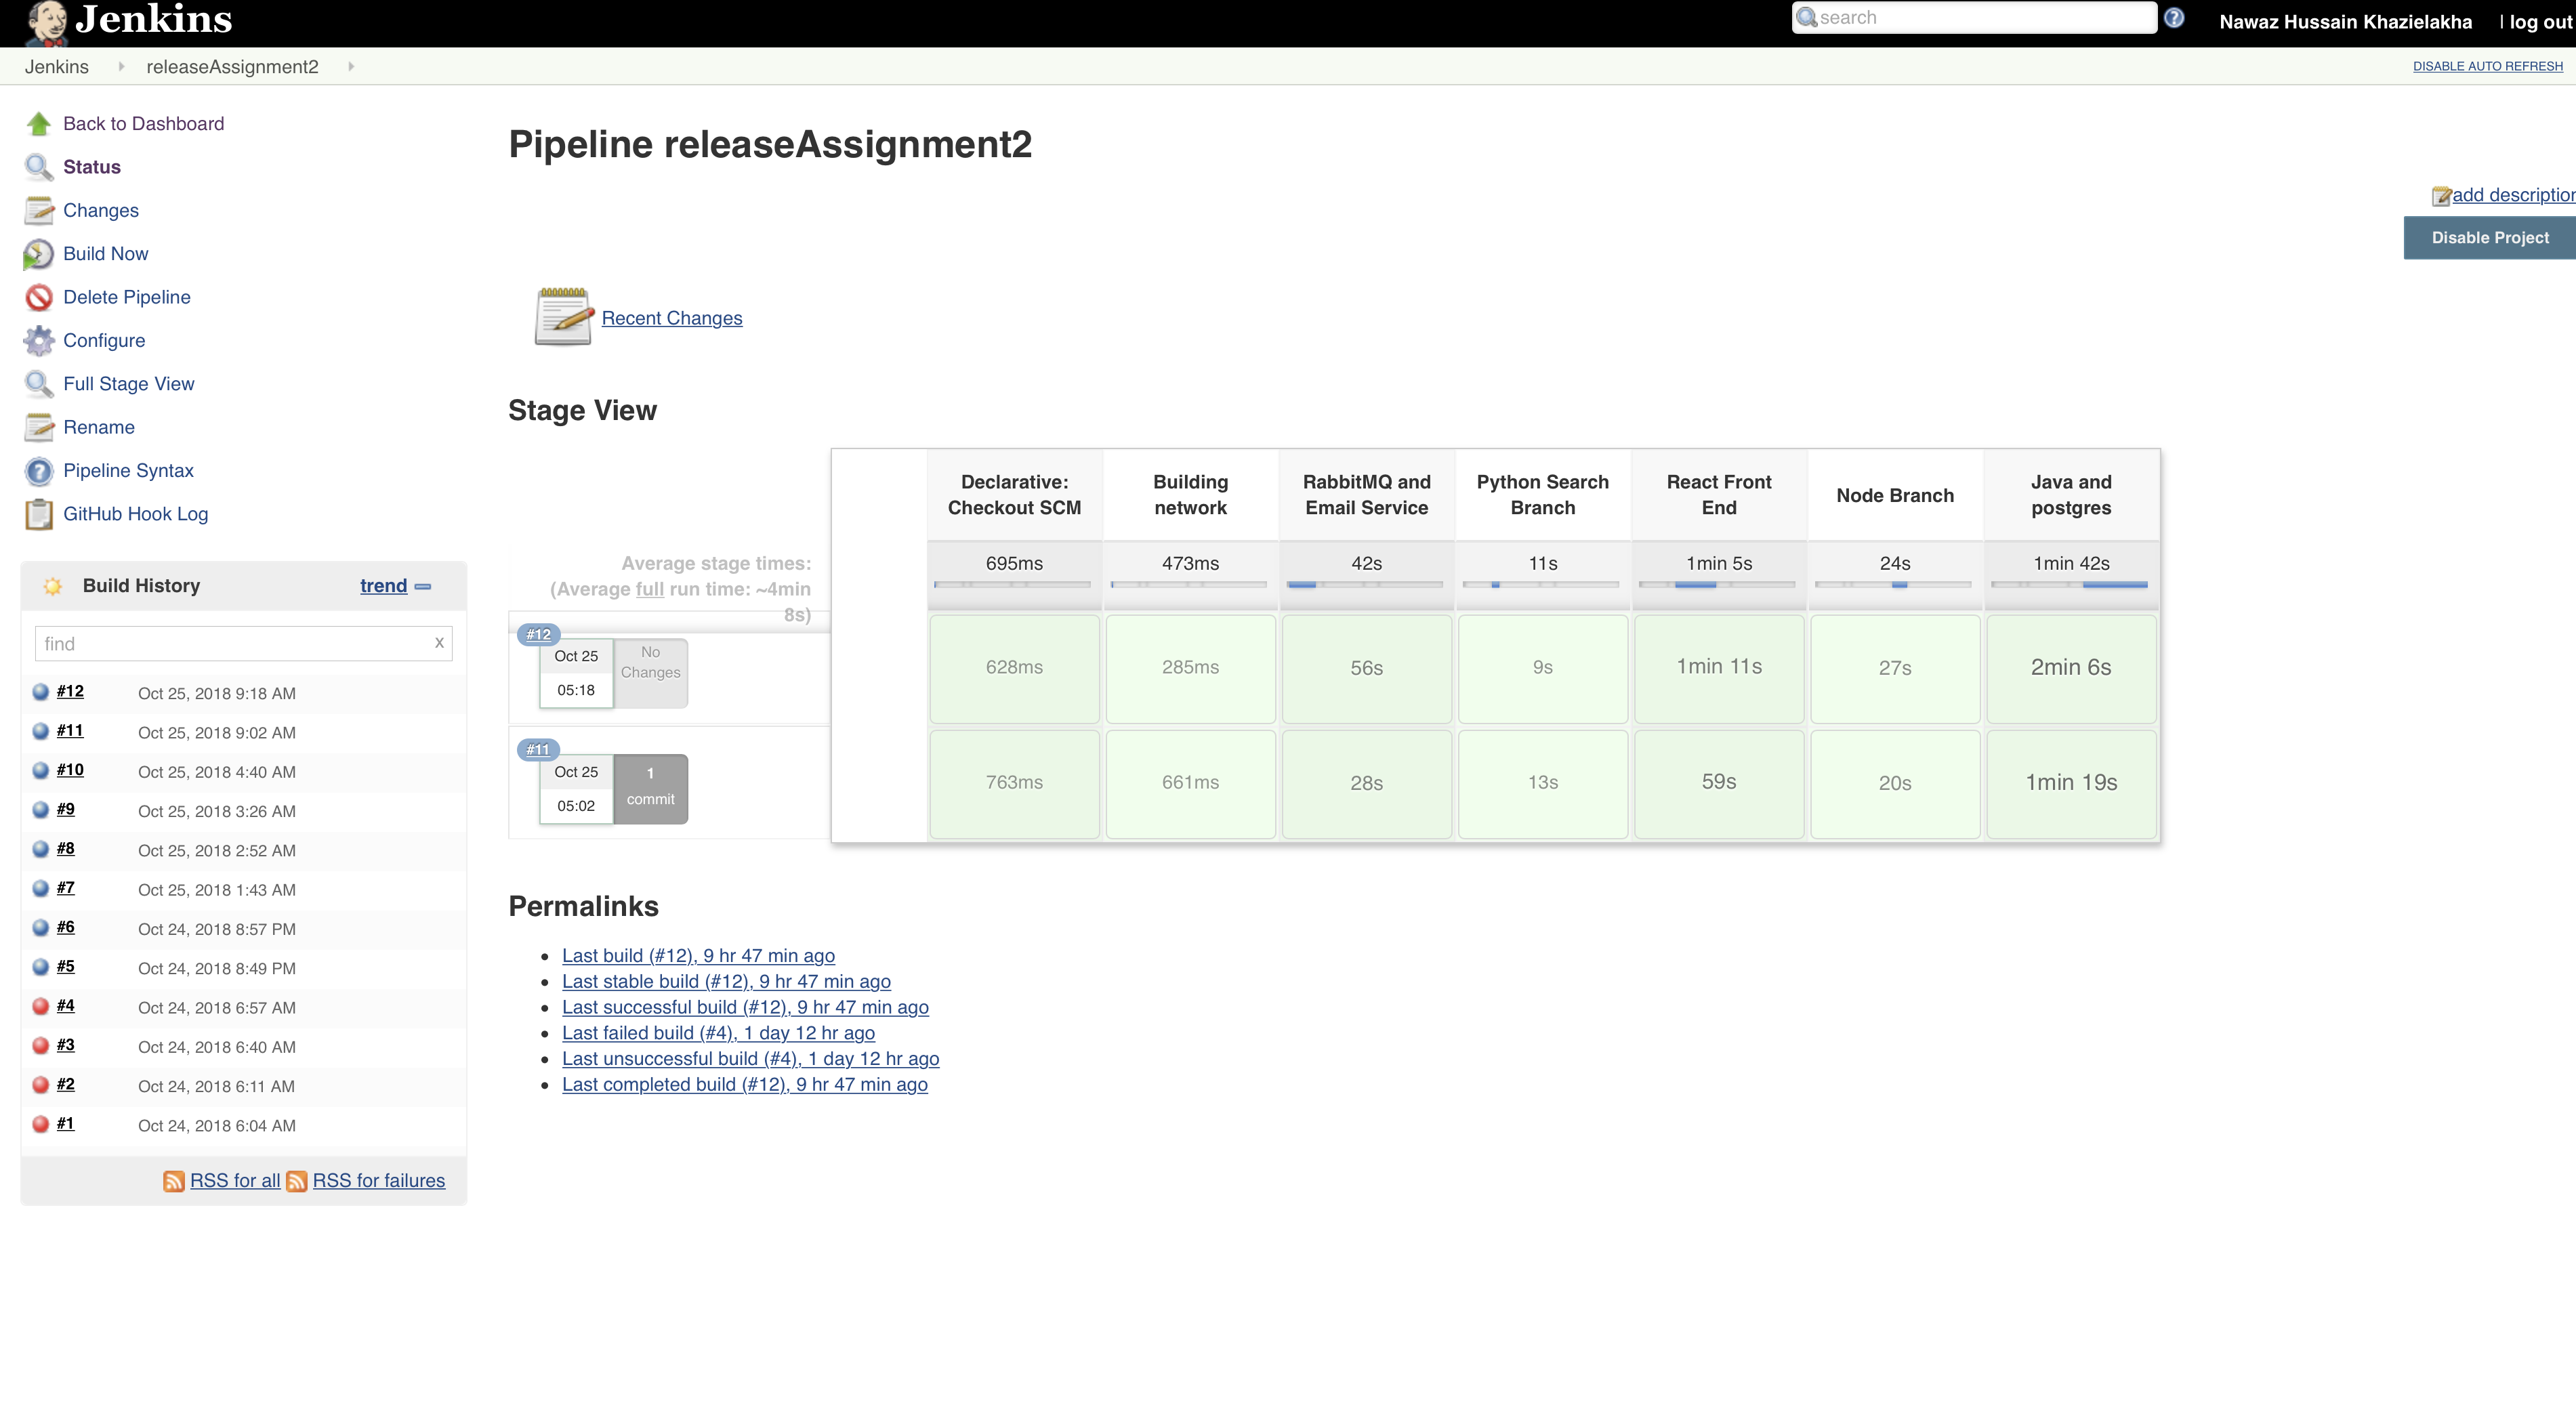 Jenkins
search
Nawaz Hussain Khazielakha
| log out
Jenkins
releaseAssignment2
DISABLE AUTO REFRESH
Back to Dashboard
Status
Changes
Build Now
Delete Pipeline
Configure
Full Stage View
Rename
Pipeline Syntax
GitHub Hook Log
Build History
trend
find
x
#12 Oct 25, 2018 9:18 AM
#11 Oct 25, 2018 9:02 AM
#10 Oct 25, 2018 4:40 AM
#9 Oct 25, 2018 3:26 AM
#8 Oct 25, 2018 2:52 AM
#7 Oct 25, 2018 1:43 AM
#6 Oct 24, 2018 8:57 PM
#5 Oct 24, 2018 8:49 PM
#4 Oct 24, 2018 6:57 AM
#3 Oct 24, 2018 6:40 AM
#2 Oct 24, 2018 6:11 AM
#1 Oct 24, 2018 6:04 AM
RSS for all RSS for failures
Pipeline releaseAssignment2
add description
Disable Project
Recent Changes
Stage View
Declarative:
Checkout SCM
Building
network
RabbitMQ and
Email Service
Python Search
Branch
React Front
End
Node Branch
Java and
postgres
Average stage times:
(Average full run time: ~4min
8s)
695ms 473ms 42s 11s 1min 5s 24s 1min 42s
#12
Oct 25
05:18
No
Changes
628ms 285ms 56s 9s 1min 11s 27s 2min 6s
#11
Oct 25
05:02
1
commit
763ms 661ms 28s 13s 59s 20s 1min 19s
Permalinks
Last build (#12), 9 hr 47 min ago
Last stable build (#12), 9 hr 47 min ago
Last successful build (#12), 9 hr 47 min ago
Last failed build (#4), 1 day 12 hr ago
Last unsuccessful build (#4), 1 day 12 hr ago
Last completed build (#12), 9 hr 47 min ago